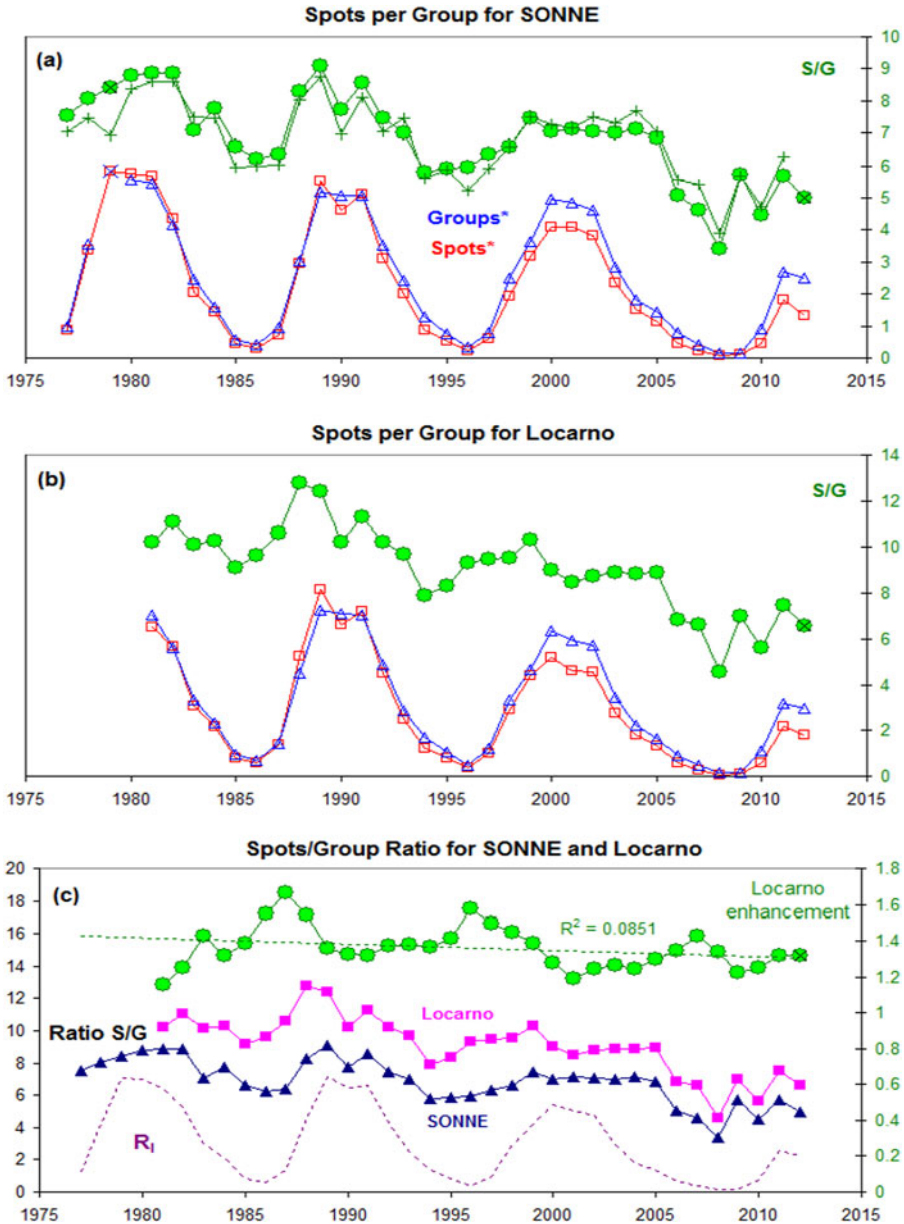 Spots per Group for SONNE
(a)
S/G
Groups*
Spots*
10
9
8
7
6
5
4
3
2
1
0
1975 1980 1985 1990 1995 2000 2005 2010 2015
Spots per Group for Locarno
(b)
S/G
14
12
10
8
6
4
2
0
1975 1980 1985 1990 1995 2000 2005 2010 2015
Spots/Group Ratio for SONNE and Locarno
(c)
20
18
16
14
12
10
8
6
4
2
0
Locarno
enhancement
R² = 0.0851
Locarno
Ratio S/G
SONNE
R_I
1.8
1.6
1.4
1.2
1
0.8
0.6
0.4
0.2
0
1975 1980 1985 1990 1995 2000 2005 2010 2015